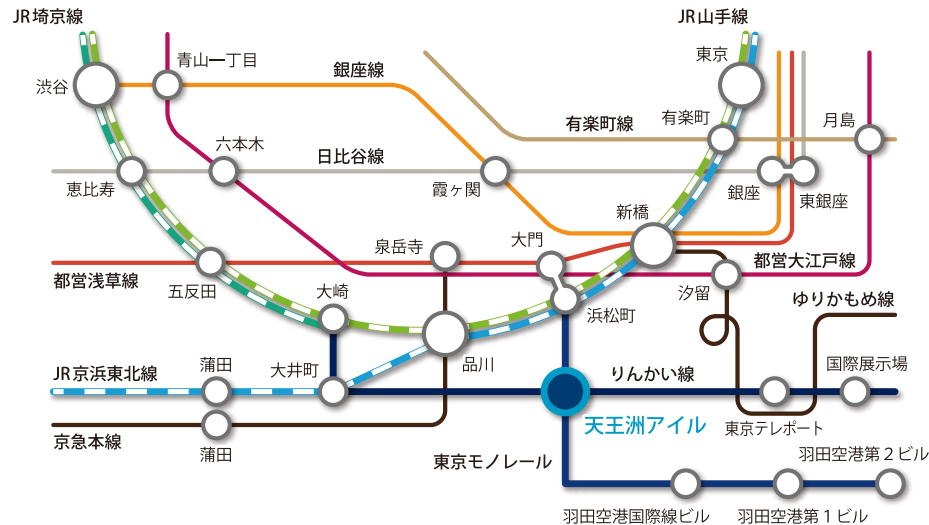 JR埼京線
JR山手線
青山一丁目
東京
渋谷
銀座線
有楽町線
有楽町
月島
六本木
日比谷線
恵比寿
霞ヶ関
銀座
東銀座
新橋
泉岳寺
大門
都営浅草線
都営大江戸線
五反田
大崎
汐留
ゆりかもめ線
浜松町
品川
蒲田
大井町
JR京浜東北線
りんかい線
国際展示場
天王洲アイル
東京テレポート
京急本線
蒲田
東京モノレール
羽田空港第2ビル
羽田空港国際線ビル
羽田空港第1ビル